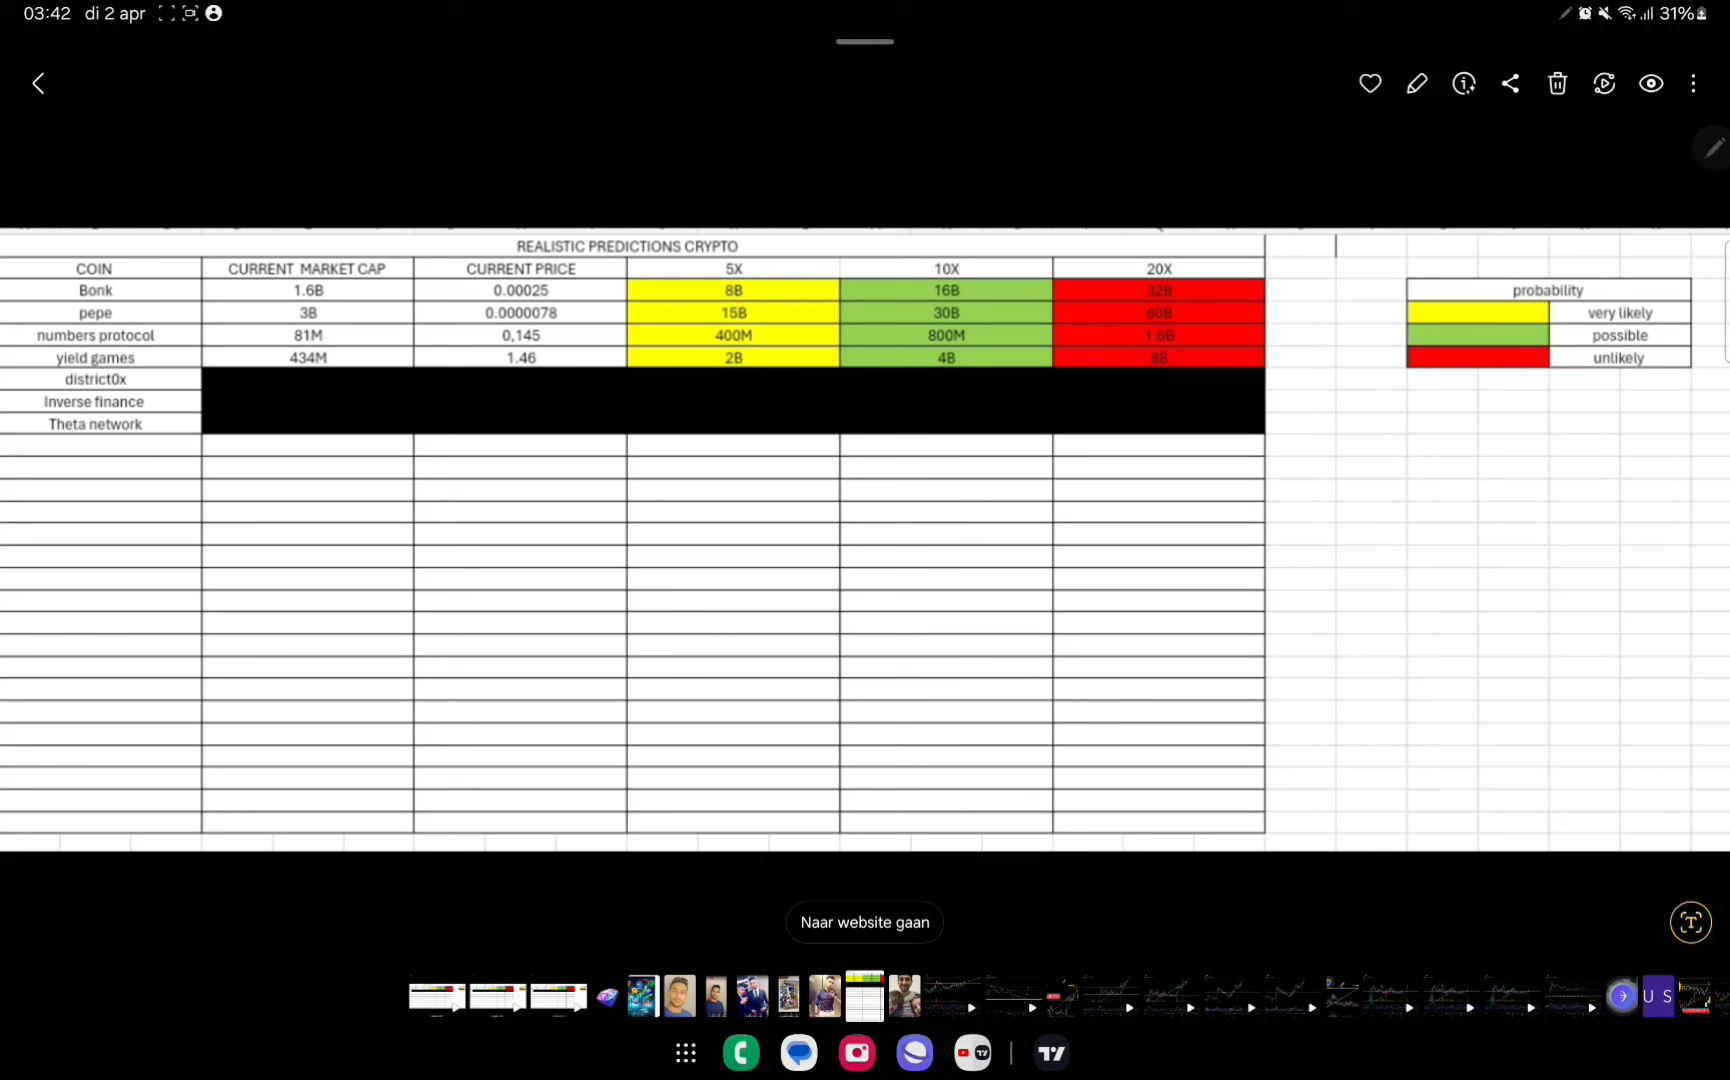 03:42 di 2 apr 31%
REALISTIC PREDICTIONS CRYPTO
COIN CURRENT MARKET CAP CURRENT PRICE 5X 10X 20X
Bonk 1.6B 0.00025 8B 16B 32B probability
pepe 3B 0.0000078 15B 30B 60B very likely
numbers protocol 81M 0,145 400M 800M 1.6B possible
yield games 434M 1.46 2B 4B 8B unlikely
district0x
Inverse finance
Theta network
Naar website gaan
T
U S